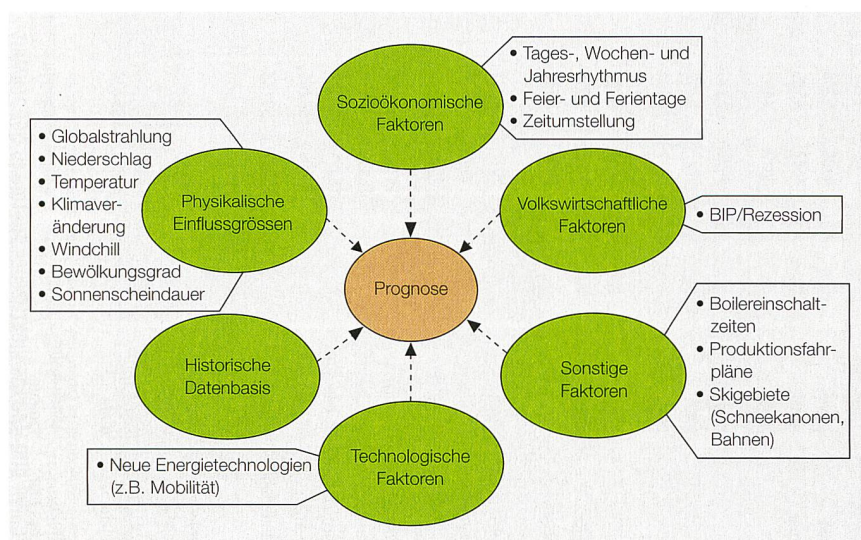 Sozioökonomische
Faktoren
• Tages-, Wochen- und
Jahresrhythmus
• Feier- und Ferientage
• Zeitumstellung
• Globalstrahlung
• Niederschlag
• Temperatur
• Klimaver-
änderung
• Windchill
• Bewölkungsgrad
• Sonnenscheindauer
Physikalische
Einflussgrössen
Volkswirtschaftliche
Faktoren
• BIP/Rezession
Prognose
Historische
Datenbasis
Sonstige
Faktoren
• Boilereinschalt-
zeiten
• Produktionsfahr-
pläne
• Skigebiete
(Schneekanonen,
Bahnen)
• Neue Energietechnologien
(z.B. Mobilität)
Technologische
Faktoren